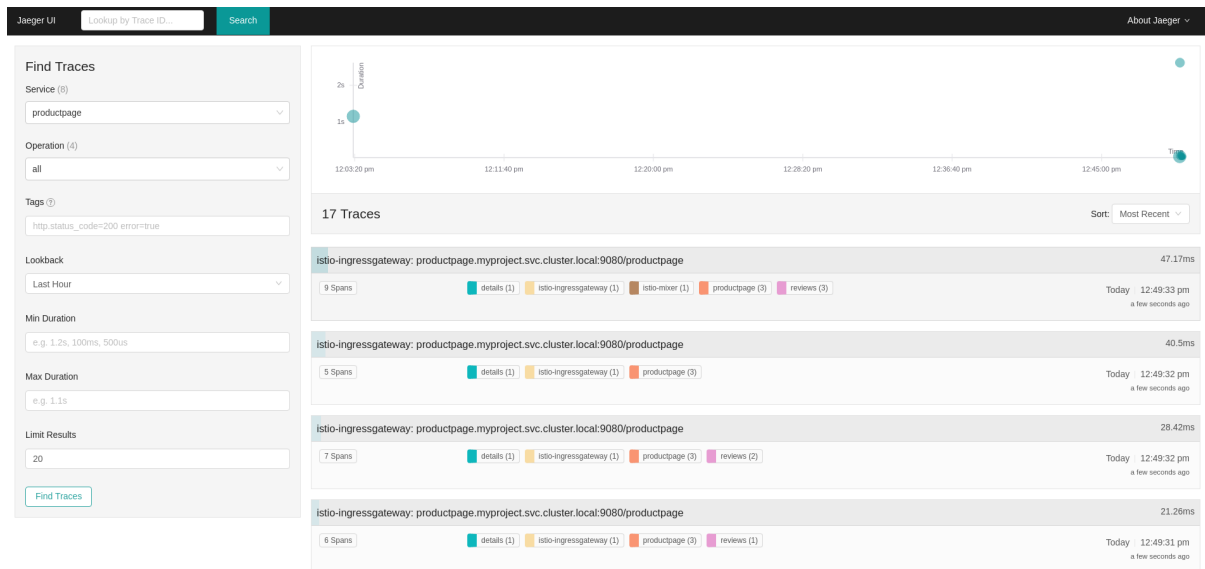 Jaeger UI Lookup by Trace ID... Search About Jaeger
Find Traces
Service (8)
productpage
Operation (4)
all
Tags
http.status_code=200 error=true
Lookback
Last Hour
Min Duration
e.g. 1.2s, 100ms, 500us
Max Duration
e.g. 1.1s
Limit Results
20
Find Traces
Duration
2s
1s
Time
12:03:20 pm 12:11:40 pm 12:20:00 pm 12:28:20 pm 12:36:40 pm 12:45:00 pm
17 Traces Sort: Most Recent
istio-ingressgateway: productpage.myproject.svc.cluster.local:9080/productpage 47.17ms
9 Spans details (1) istio-ingressgateway (1) istio-mixer (1) productpage (3) reviews (3) Today 12:49:33 pm
a few seconds ago
istio-ingressgateway: productpage.myproject.svc.cluster.local:9080/productpage 40.5ms
5 Spans details (1) istio-ingressgateway (1) productpage (3) Today 12:49:32 pm
a few seconds ago
istio-ingressgateway: productpage.myproject.svc.cluster.local:9080/productpage 28.42ms
7 Spans details (1) istio-ingressgateway (1) productpage (3) reviews (2) Today 12:49:32 pm
a few seconds ago
istio-ingressgateway: productpage.myproject.svc.cluster.local:9080/productpage 21.26ms
6 Spans details (1) istio-ingressgateway (1) productpage (3) reviews (1) Today 12:49:31 pm
a few seconds ago